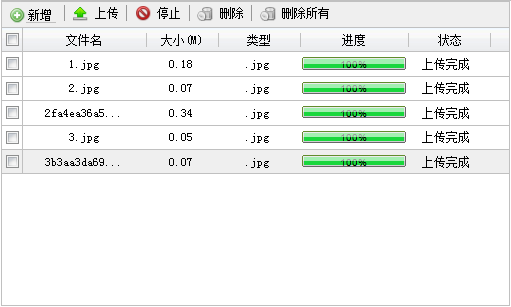 新增 上传 停止 删除 删除所有
文件名 大小(M) 类型 进度 状态
1.jpg 0.18 .jpg 100% 上传完成
2.jpg 0.07 .jpg 100% 上传完成
2fa4ea36a5... 0.34 .jpg 100% 上传完成
3.jpg 0.05 .jpg 100% 上传完成
3b3aa3da69... 0.07 .jpg 100% 上传完成